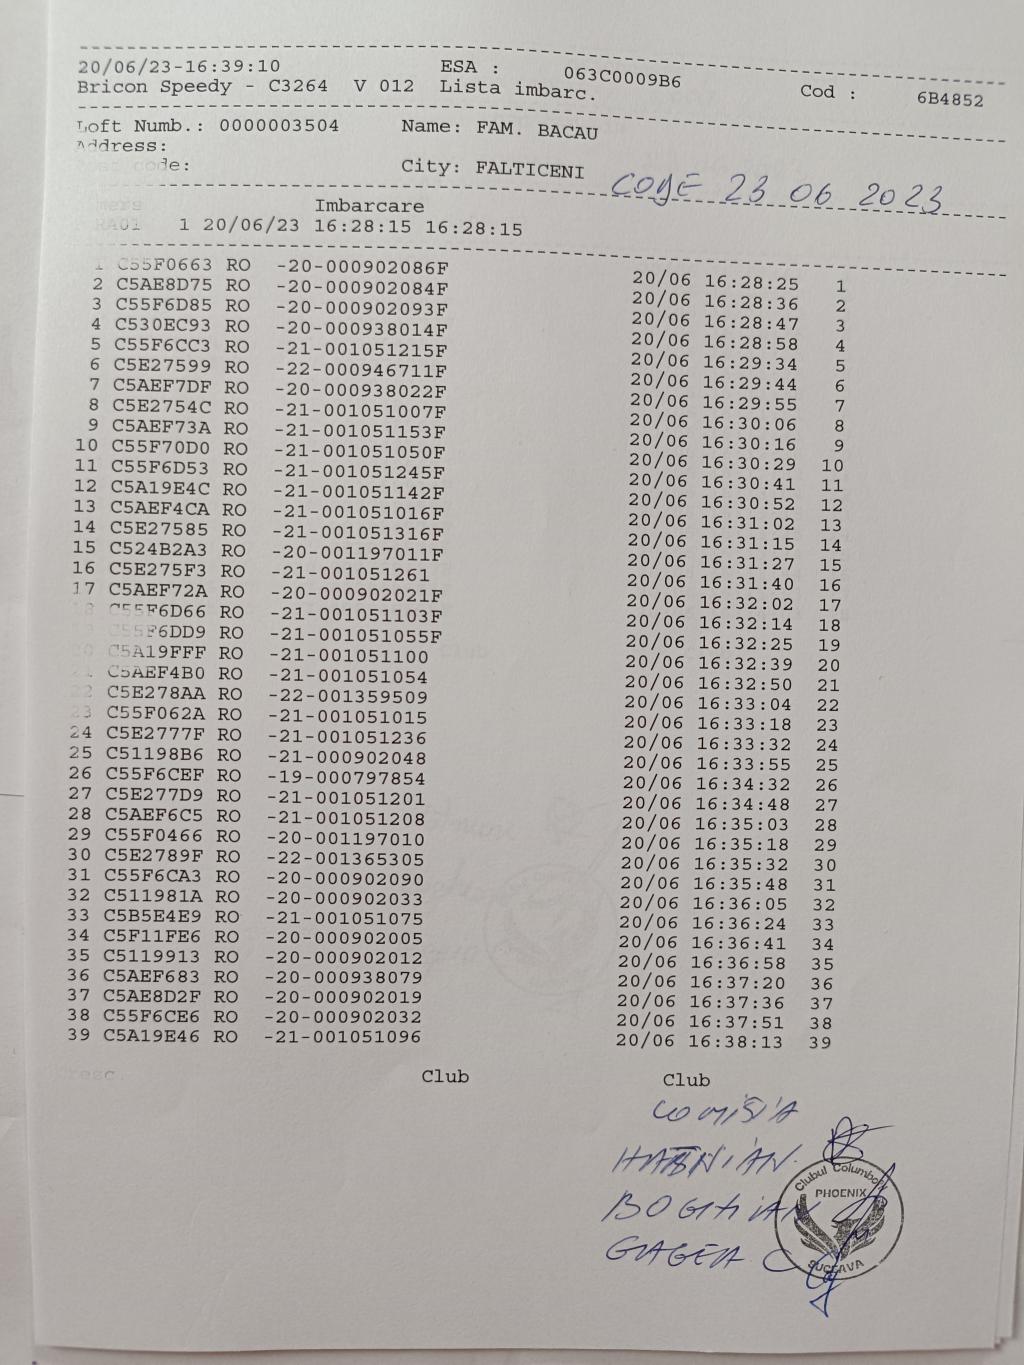 20/06/23-16:39:10 ESA : 063C0009B6
Bricon Speedy - C3264 V 012 Lista imbarc. Cod : 6B4852
Loft Numb.: 0000003504 Name: FAM. BACAU
Address:
code: City: FALTICENI
COGE 23 06 2023
Imbarcare
RA01 1 20/06/23 16:28:15 16:28:15
1 C55F0663 RO -20-000902086F 20/06 16:28:25 1
2 C5AE8D75 RO -20-000902084F 20/06 16:28:36 2
3 C55F6D85 RO -20-000902093F 20/06 16:28:47 3
4 C530EC93 RO -20-000938014F 20/06 16:28:58 4
5 C55F6CC3 RO -21-001051215F 20/06 16:29:34 5
6 C5E27599 RO -22-000946711F 20/06 16:29:44 6
7 C5AEF7DF RO -20-000938022F 20/06 16:29:55 7
8 C5E2754C RO -21-001051007F 20/06 16:30:06 8
9 C5AEF73A RO -21-001051153F 20/06 16:30:16 9
10 C55F70D0 RO -21-001051050F 20/06 16:30:29 10
11 C55F6D53 RO -21-001051245F 20/06 16:30:41 11
12 C5A19E4C RO -21-001051142F 20/06 16:30:52 12
13 C5AEF4CA RO -21-001051016F 20/06 16:31:02 13
14 C5E27585 RO -21-001051316F 20/06 16:31:15 14
15 C524B2A3 RO -20-001197011F 20/06 16:31:27 15
16 C5E275F3 RO -21-001051261 20/06 16:31:40 16
17 C5AEF72A RO -20-000902021F 20/06 16:32:02 17
18 C55F6D66 RO -21-001051103F 20/06 16:32:14 18
C55F6DD9 RO -21-001051055F 20/06 16:32:25 19
20 C5A19FFF RO -21-001051100 20/06 16:32:39 20
C5AEF4B0 RO -21-001051054 20/06 16:32:50 21
22 C5E278AA RO -22-001359509 20/06 16:33:04 22
23 C55F062A RO -21-001051015 20/06 16:33:18 23
24 C5E2777F RO -21-001051236 20/06 16:33:32 24
25 C51198B6 RO -21-000902048 20/06 16:33:55 25
26 C55F6CEF RO -19-000797854 20/06 16:34:32 26
27 C5E277D9 RO -21-001051201 20/06 16:34:48 27
28 C5AEF6C5 RO -21-001051208 20/06 16:35:03 28
29 C55F0466 RO -20-001197010 20/06 16:35:18 29
30 C5E2789F RO -22-001365305 20/06 16:35:32 30
31 C55F6CA3 RO -20-000902090 20/06 16:35:48 31
32 C511981A RO -20-000902033 20/06 16:36:05 32
33 C5B5E4E9 RO -21-001051075 20/06 16:36:24 33
34 C5F11FE6 RO -20-000902005 20/06 16:36:41 34
35 C5119913 RO -20-000902012 20/06 16:36:58 35
36 C5AEF683 RO -20-000938079 20/06 16:37:20 36
37 C5AE8D2F RO -20-000902019 20/06 16:37:36 37
38 C55F6CE6 RO -20-000902032 20/06 16:37:51 38
39 C5A19E46 RO -21-001051096 20/06 16:38:13 39
Club Club
COMISIA
BOGHIAN
GAGEA C
Clubul Columbofil
PHOENIX
SUCEAVA